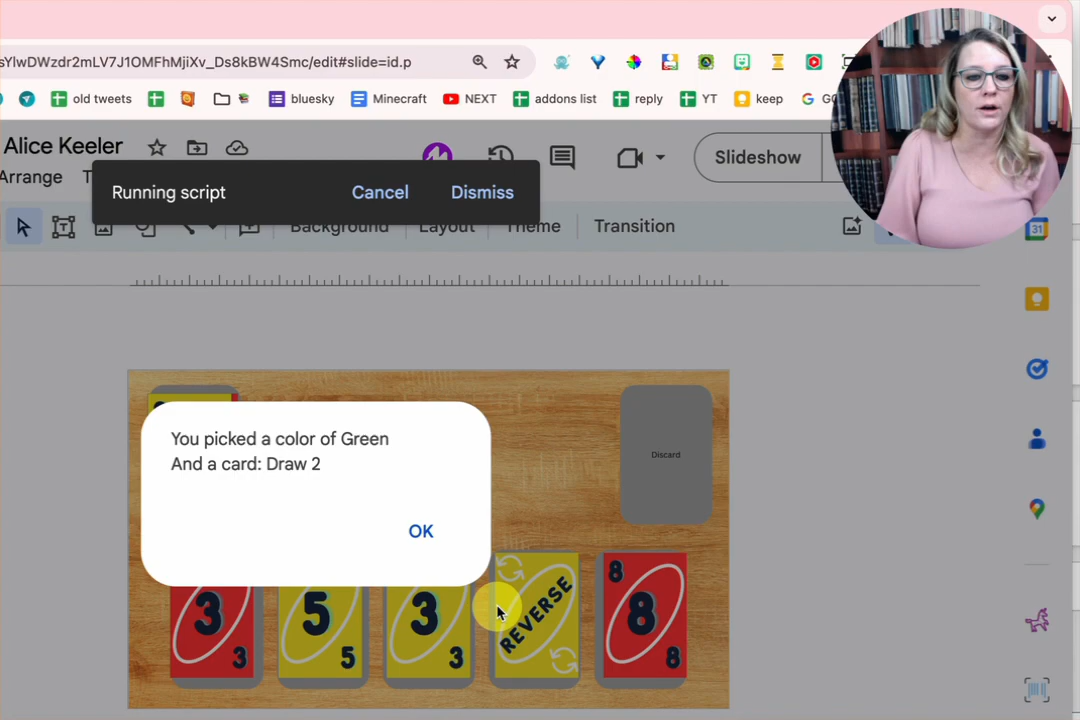 sYlwDWzdr2mLV7J1OMFhMjiXv_Ds8kBW4Smc/edit#slide=id.p
old tweets
bluesky
Minecraft
NEXT
addons list
reply
YT
keep
Alice Keeler
Arrange
Running script
Cancel
Dismiss
Slideshow
Background
Layout
Theme
Transition
31
You picked a color of Green
And a card: Draw 2
OK
Discard
3
3
5
5
3
3
REVERSE
8
8
8